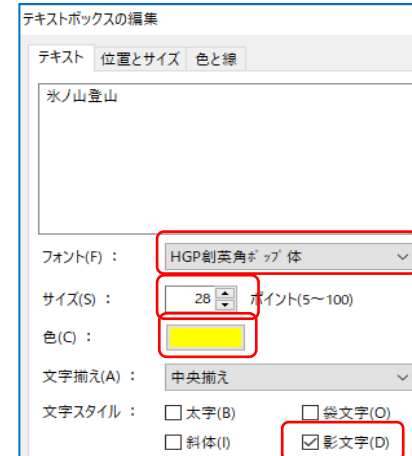 テキストボックスの編集
テキスト 位置とサイズ 色と線
氷ノ山登山
フォント(F) : HGP創英角ﾎﾟｯﾌﾟ体
サイズ(S) : 28 ポイント(5～100)
色(C) :
文字揃え(A) : 中央揃え
文字スタイル : 太字(B) 袋文字(O)
斜体(I) 影文字(D)